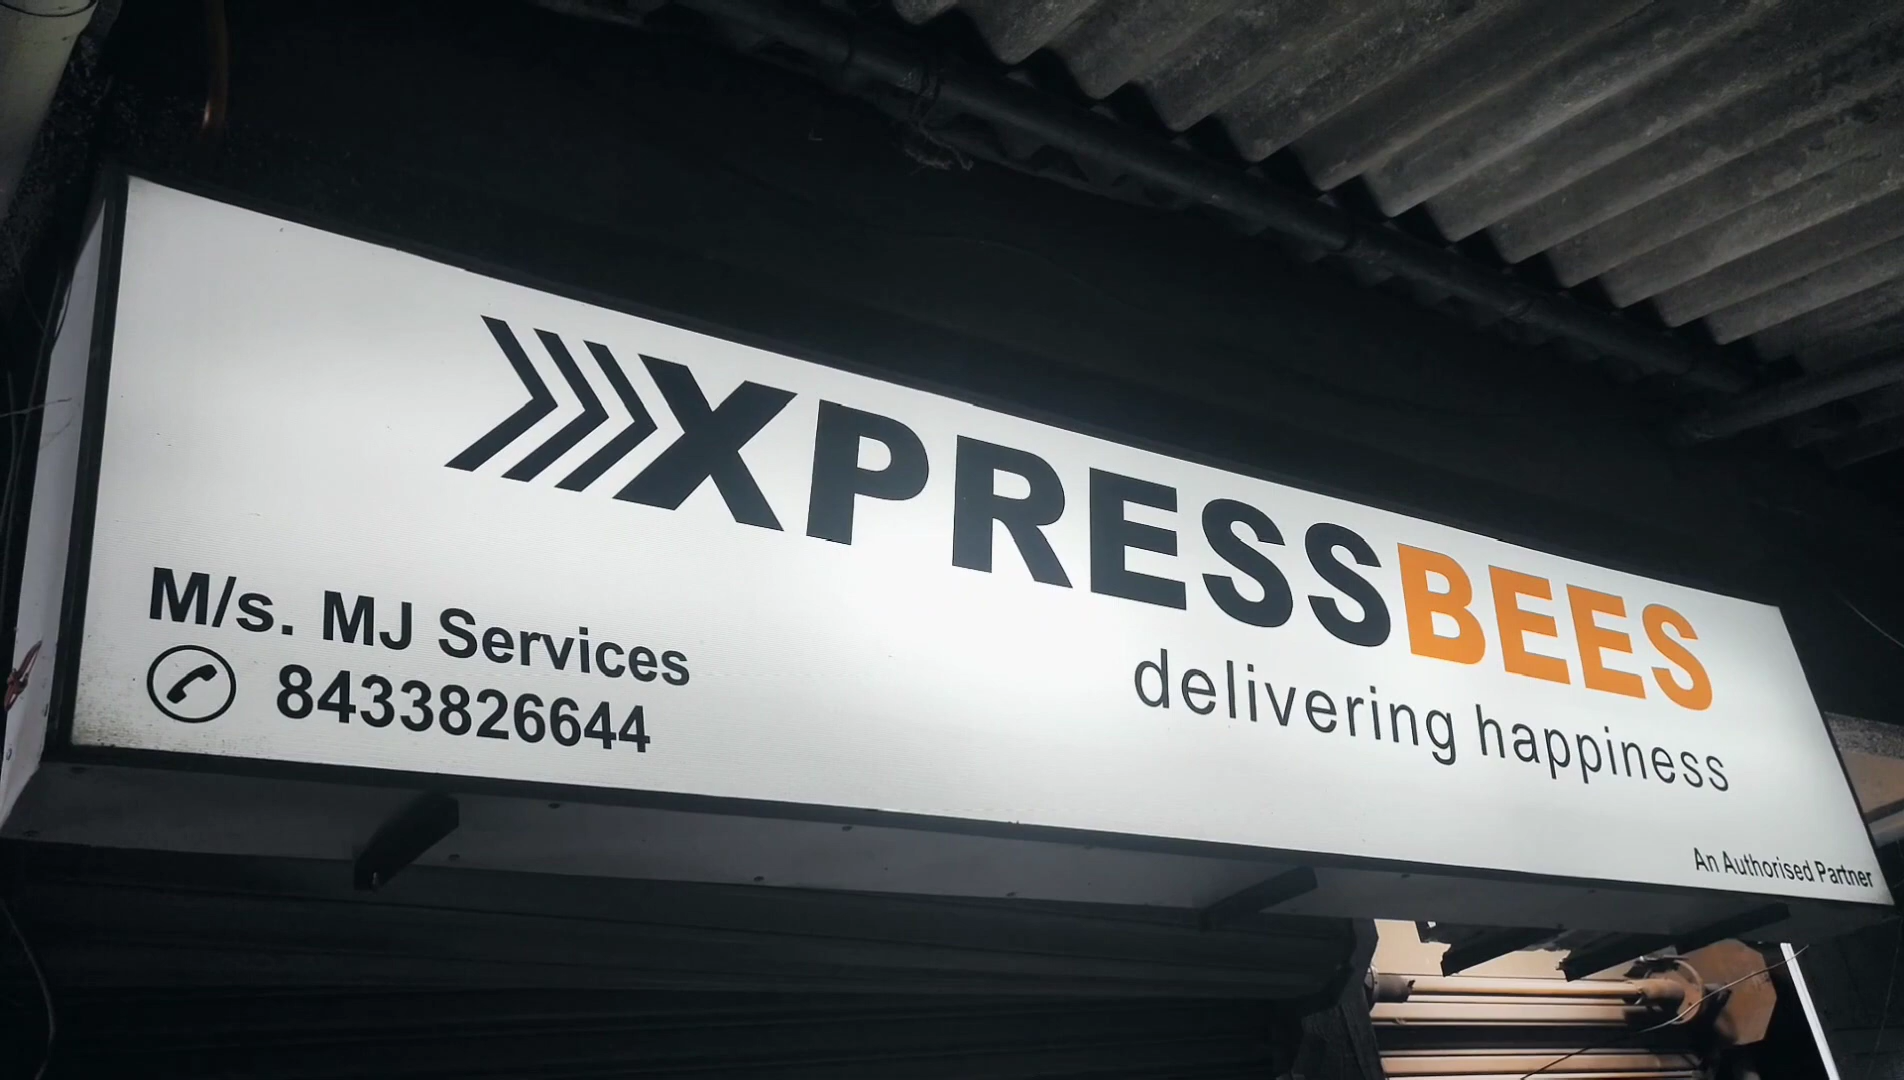 XPRESSBEES
delivering happiness
M/s. MJ Services
8433826644
An Authorised Partner